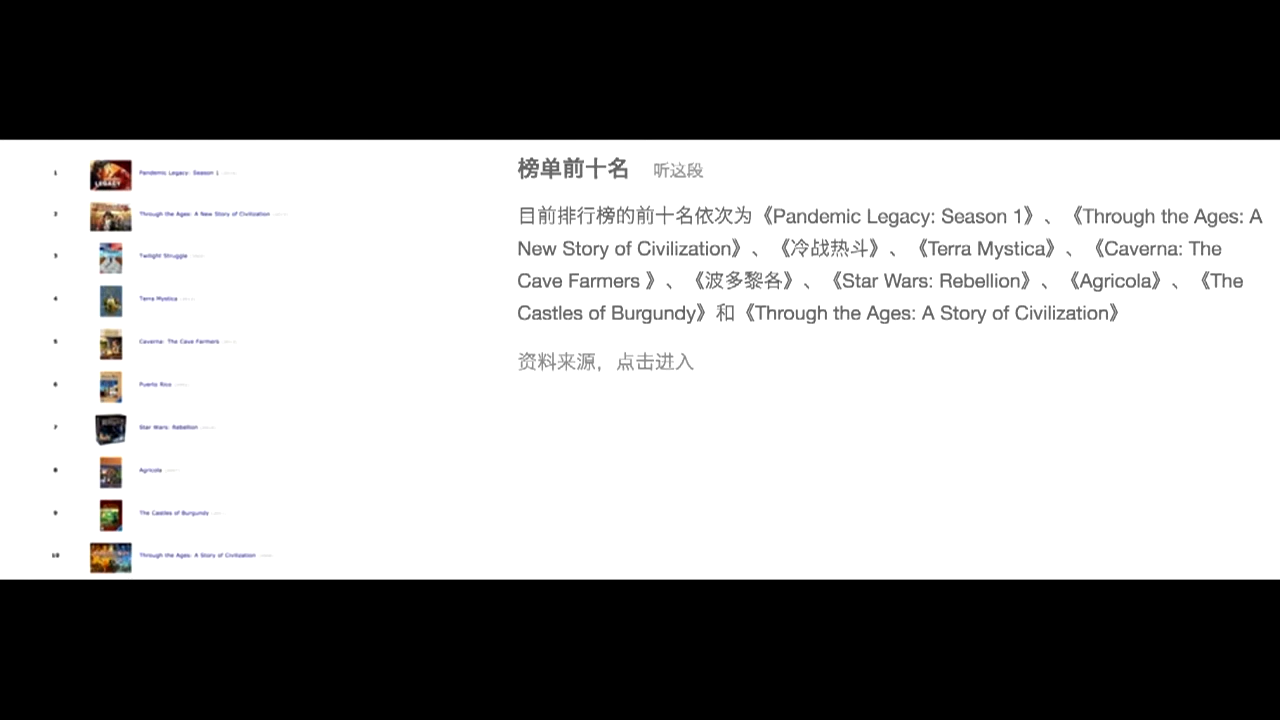 1
Pandemic Legacy: Season 1
2
Through the Ages: A New Story of Civilization
3
Twilight Struggle
4
Terra Mystica
5
Caverna: The Cave Farmers
6
Puerto Rico
7
Star Wars: Rebellion
8
Agricola
9
The Castles of Burgundy
10
Through the Ages: A Story of Civilization
榜单前十名 听这段
目前排行榜的前十名依次为《Pandemic Legacy: Season 1》、《Through the Ages: A
New Story of Civilization》、《冷战热斗》、《Terra Mystica》、《Caverna: The
Cave Farmers 》、《波多黎各》、《Star Wars: Rebellion》、《Agricola》、《The
Castles of Burgundy》和《Through the Ages: A Story of Civilization》
资料来源，点击进入